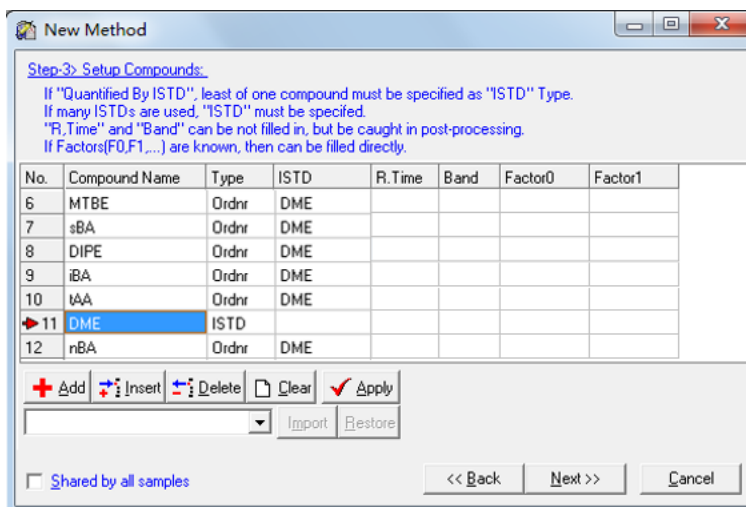 New Method
Step-3> Setup Compounds:
If "Quantified By ISTD", least of one compound must be specified as "ISTD" Type.
If many ISTDs are used, "ISTD" must be specifed.
"R,Time" and "Band" can be not filled in, but be caught in post-processing.
If Factors(F0,F1,...) are known, then can be filled directly.
No. Compound Name Type ISTD R.Time Band Factor0 Factor1
6 MTBE Ordnr DME
7 sBA Ordnr DME
8 DIPE Ordnr DME
9 iBA Ordnr DME
10 tAA Ordnr DME
11 DME ISTD
12 nBA Ordnr DME
Add Insert Delete Clear Apply
Import Restore
Shared by all samples << Back Next >> Cancel